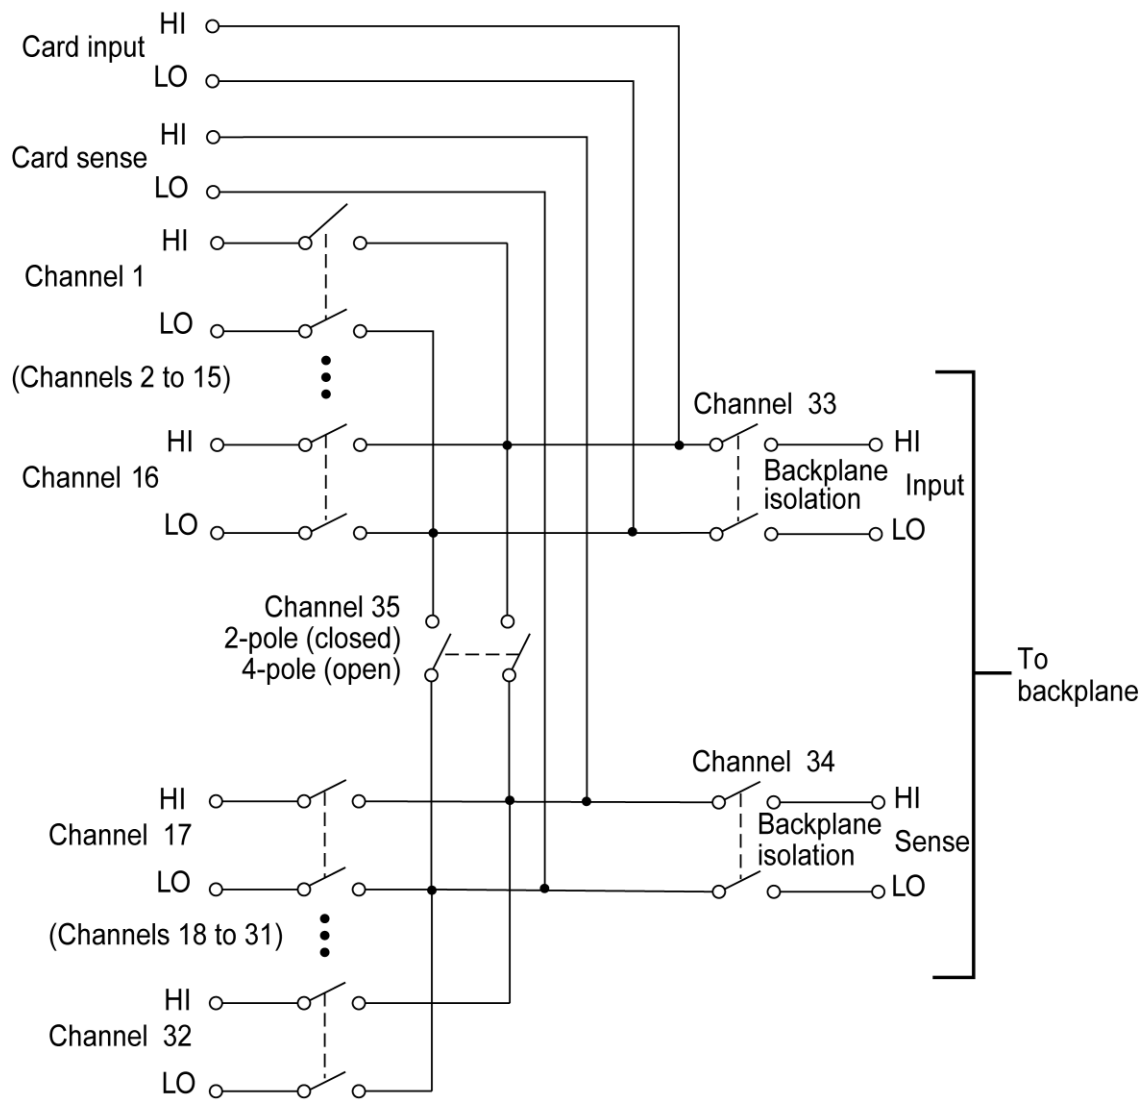 HI
Card input
LO
HI
Card sense
LO
HI
Channel 1
LO
(Channels 2 to 15)
HI
Channel 16
LO
Channel 33
Backplane
isolation
HI
Input
LO
Channel 35
2-pole (closed)
4-pole (open)
To
backplane
HI
Channel 17
LO
(Channels 18 to 31)
HI
Channel 32
LO
Channel 34
Backplane
isolation
HI
Sense
LO